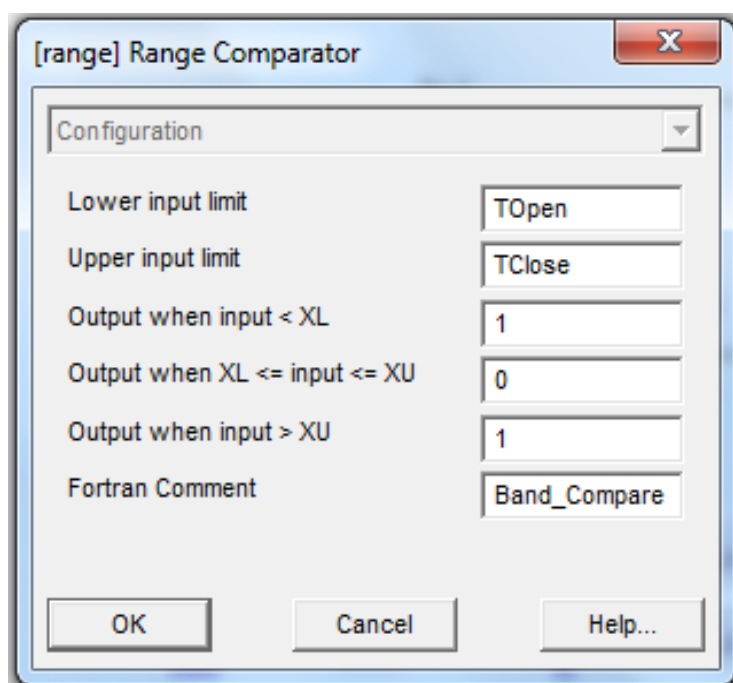 [range] Range Comparator
Configuration
Lower input limit TOpen
Upper input limit TClose
Output when input < XL 1
Output when XL <= input <= XU 0
Output when input > XU 1
Fortran Comment Band_Compare
OK Cancel Help...